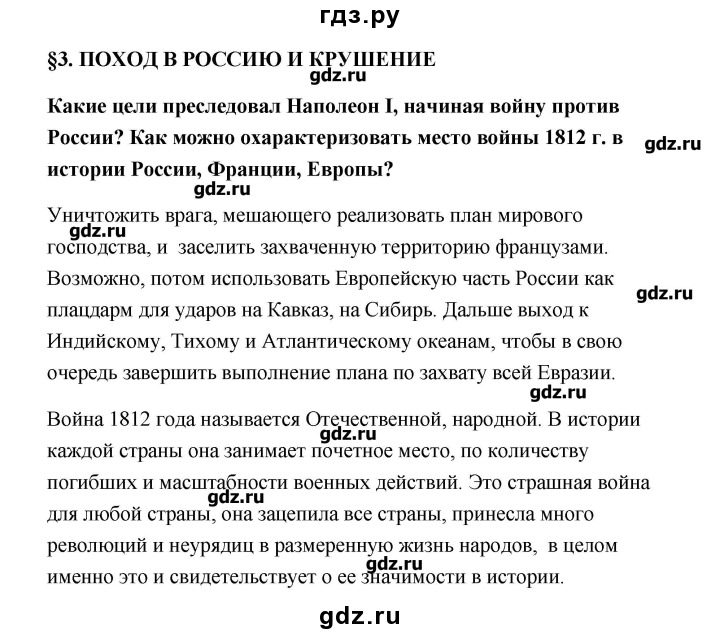 гдз.ру
§3. ПОХОД В РОССИЮ И КРУШЕНИЕ
gdz.ru
Какие цели преследовал Наполеон I, начиная войну против
России? Как можно охарактеризовать место войны 1812 г. в
gdz.ru
истории России, Франции, Европы?
gdz.ru
Уничтожить врага, мешающего реализовать план мирового
gdz.ru
господства, и заселить захваченную территорию французами.
Возможно, потом использовать Европейскую часть России как
gdz.ru
плацдарм для ударов на Кавказ, на Сибирь. Дальше выход к
Индийскому, Тихому и Атлантическому океанам, чтобы в свою
очередь завершить выполнение плана по захвату всей Евразии.
gdz.ru
Война 1812 года называется Отечественной, народной. В истории
gdz.ru
каждой страны она занимает почетное место, по количеству
погибших и масштабности военных действий. Это страшная война
gdz.ru
для любой страны, она зацепила все страны, принесла много
революций и неурядиц в размеренную жизнь народов, в целом
gdz.ru
именно это и свидетельствует о ее значимости в истории.
gdz.ru